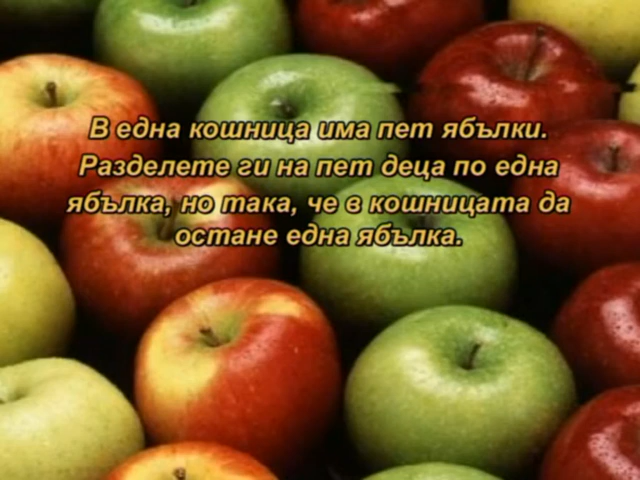 В една кошница има пет ябълки.
Разделете ги на пет деца по една
ябълка, но така, че в кошницата да
остане една ябълка.